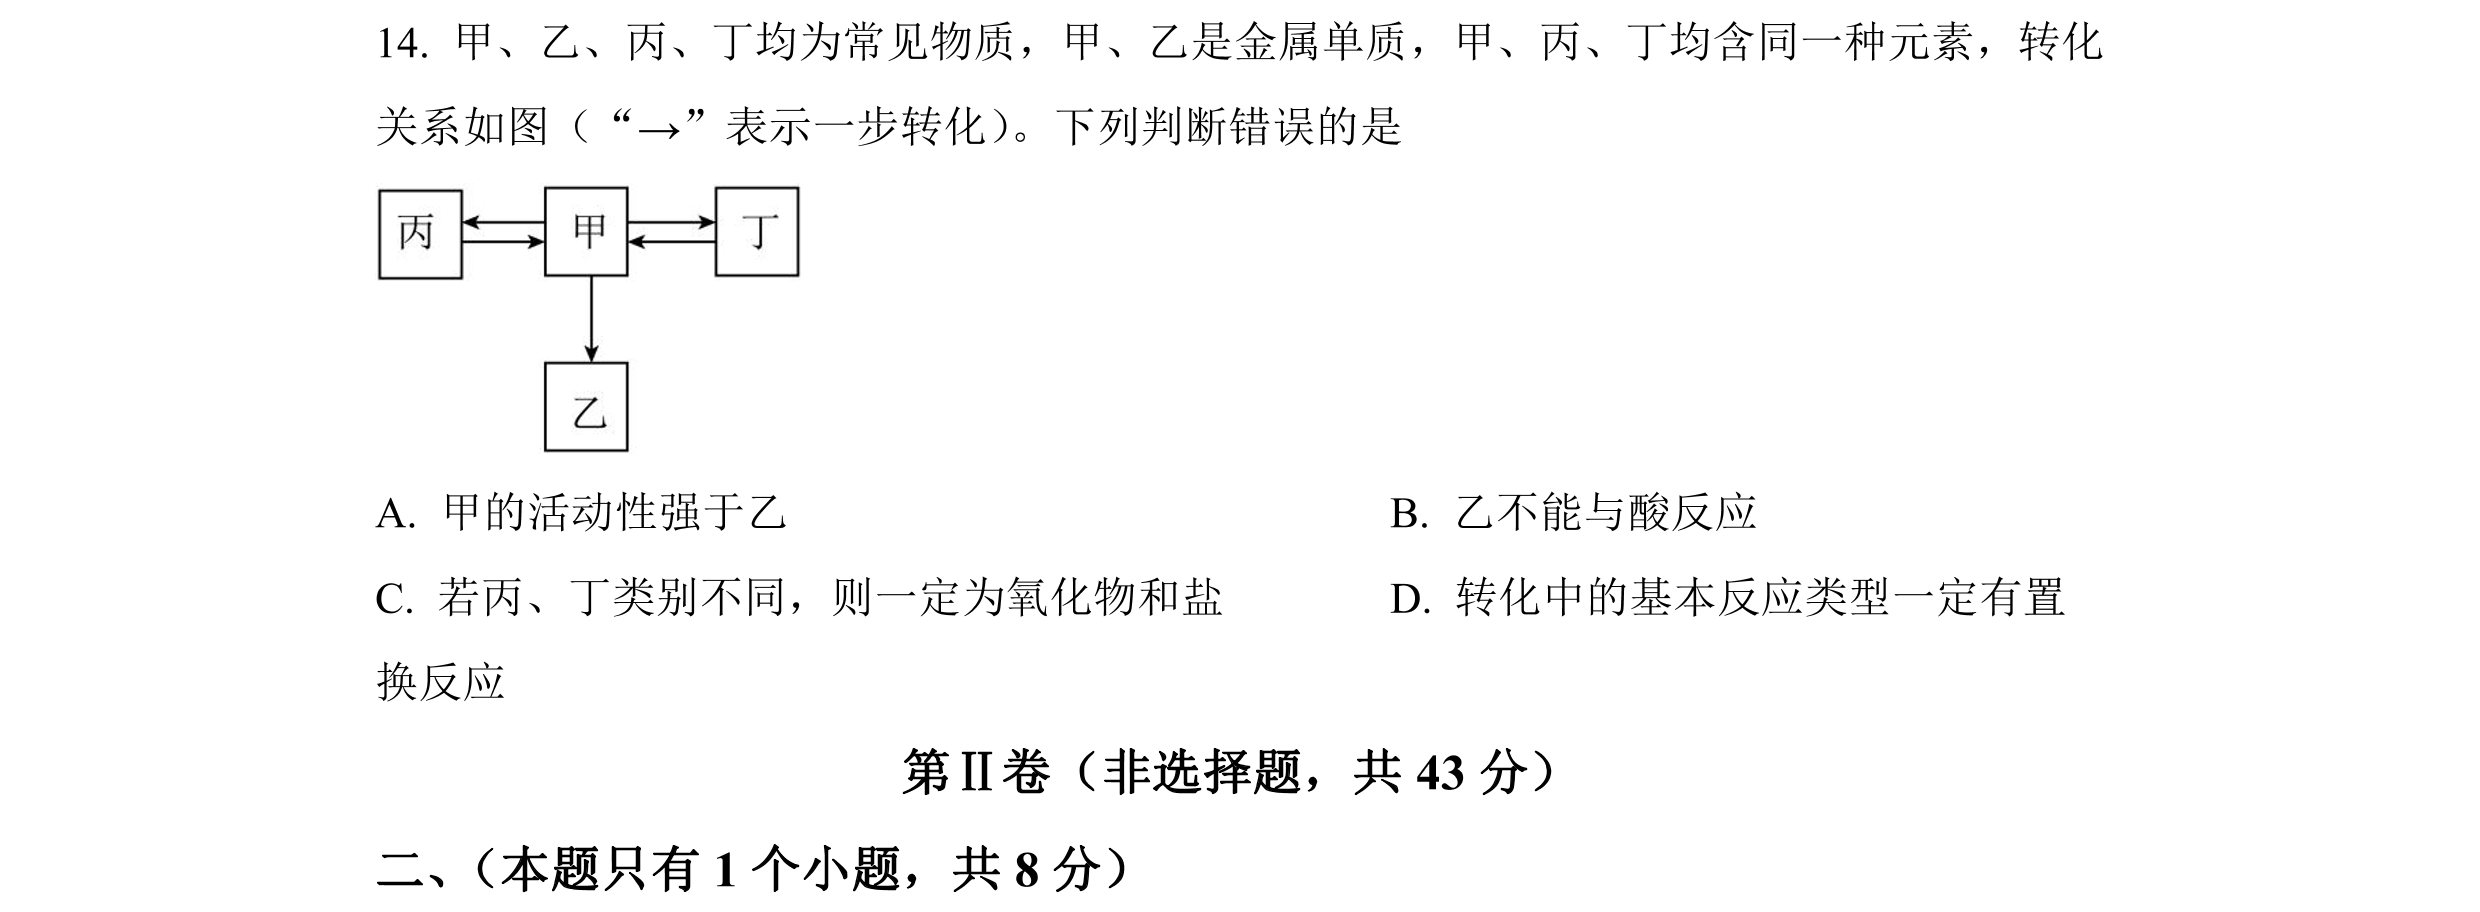 14. 甲、乙、丙、丁均为常见物质，甲、乙是金属单质，甲、丙、丁均含同一种元素，转化
关系如图（“→”表示一步转化）。下列判断错误的是
丙 甲 丁
乙
A. 甲的活动性强于乙 B. 乙不能与酸反应
C. 若丙、丁类别不同，则一定为氧化物和盐 D. 转化中的基本反应类型一定有置
换反应
第Ⅱ卷（非选择题，共 43 分）
二、（本题只有 1 个小题，共 8 分）